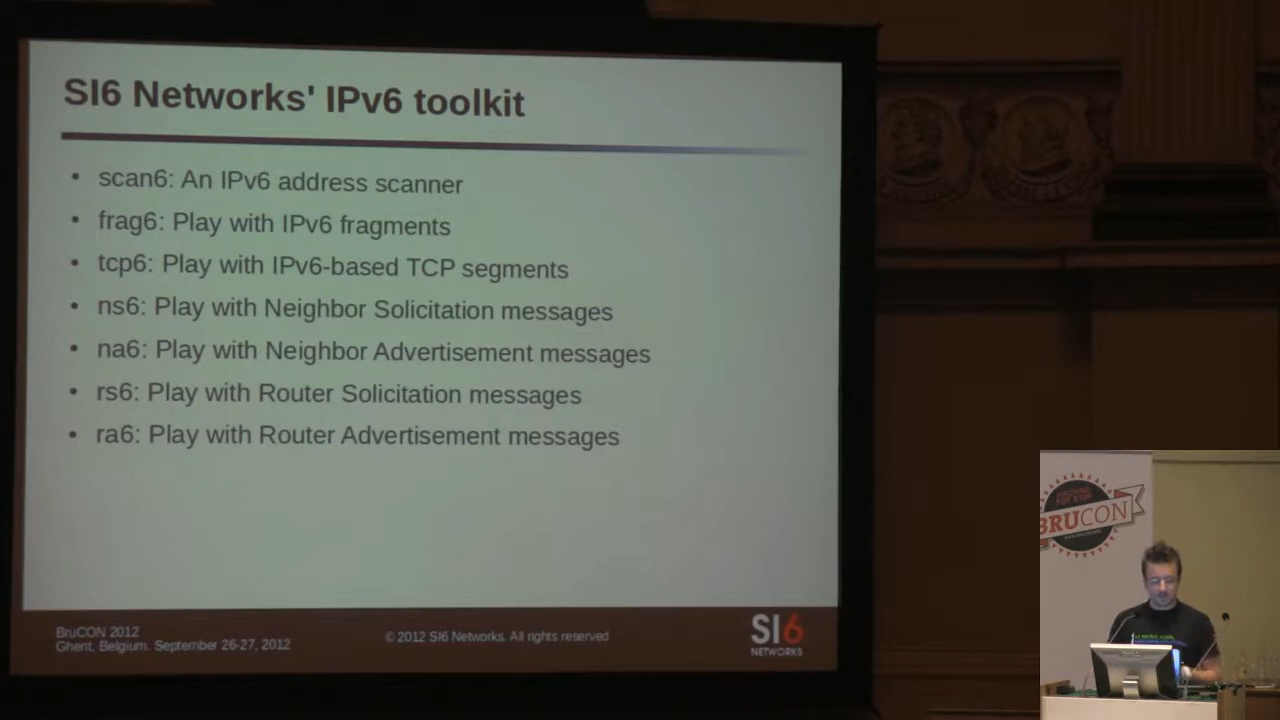 SI6 Networks' IPv6 toolkit
• scan6: An IPv6 address scanner
• frag6: Play with IPv6 fragments
• tcp6: Play with IPv6-based TCP segments
• ns6: Play with Neighbor Solicitation messages
• na6: Play with Neighbor Advertisement messages
• rs6: Play with Router Solicitation messages
• ra6: Play with Router Advertisement messages
BruCON 2012
Ghent, Belgium. September 26-27, 2012
© 2012 SI6 Networks. All rights reserved
SI6
NETWORKS
BRUCON